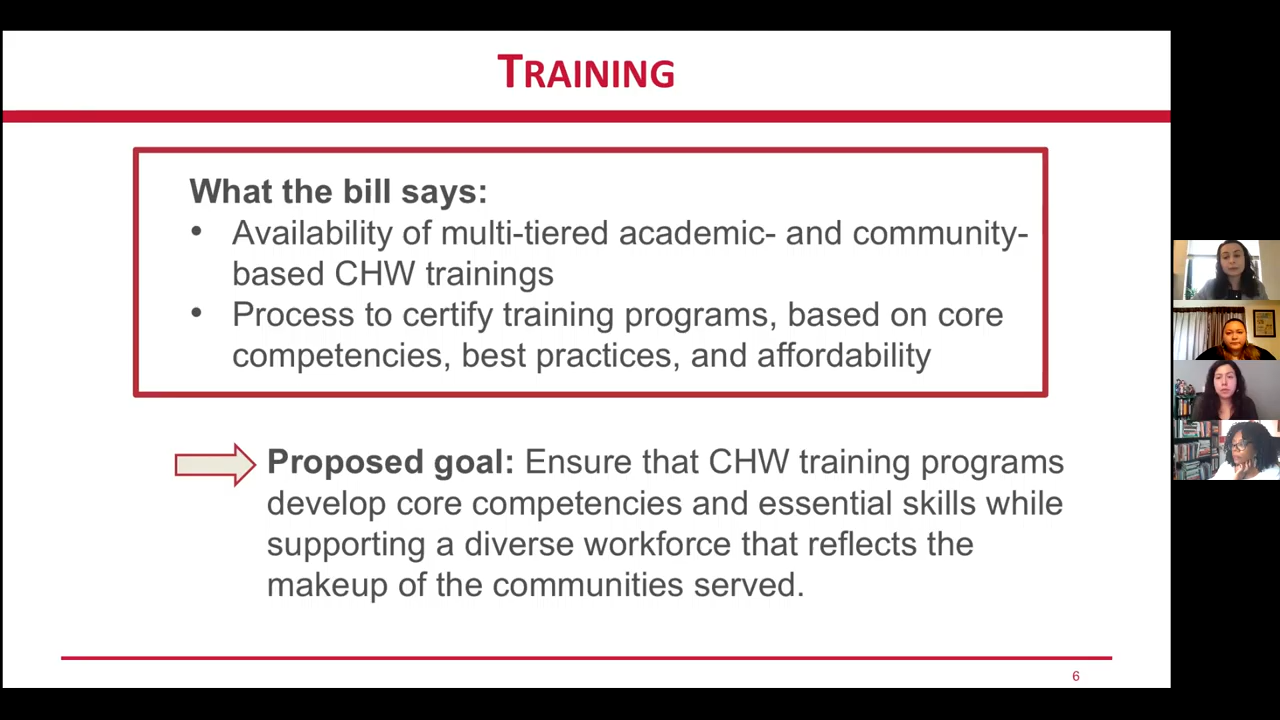 TRAINING
What the bill says:
• Availability of multi-tiered academic- and community-
based CHW trainings
• Process to certify training programs, based on core
competencies, best practices, and affordability
Proposed goal: Ensure that CHW training programs
develop core competencies and essential skills while
supporting a diverse workforce that reflects the
makeup of the communities served.
6